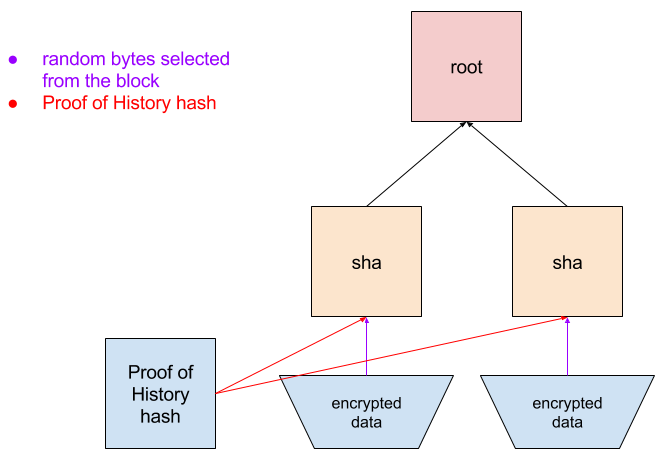 ● random bytes selected
from the block
● Proof of History hash
root
sha
sha
Proof of
History
hash
encrypted
data
encrypted
data